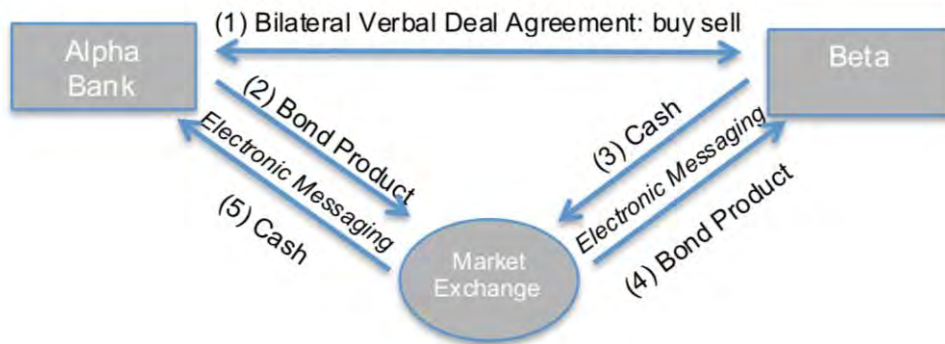 (1) Bilateral Verbal Deal Agreement: buy sell
Alpha
Bank
Beta
(2) Bond Product
Electronic Messaging
(5) Cash
(3) Cash
Electronic Messaging
(4) Bond Product
Market
Exchange